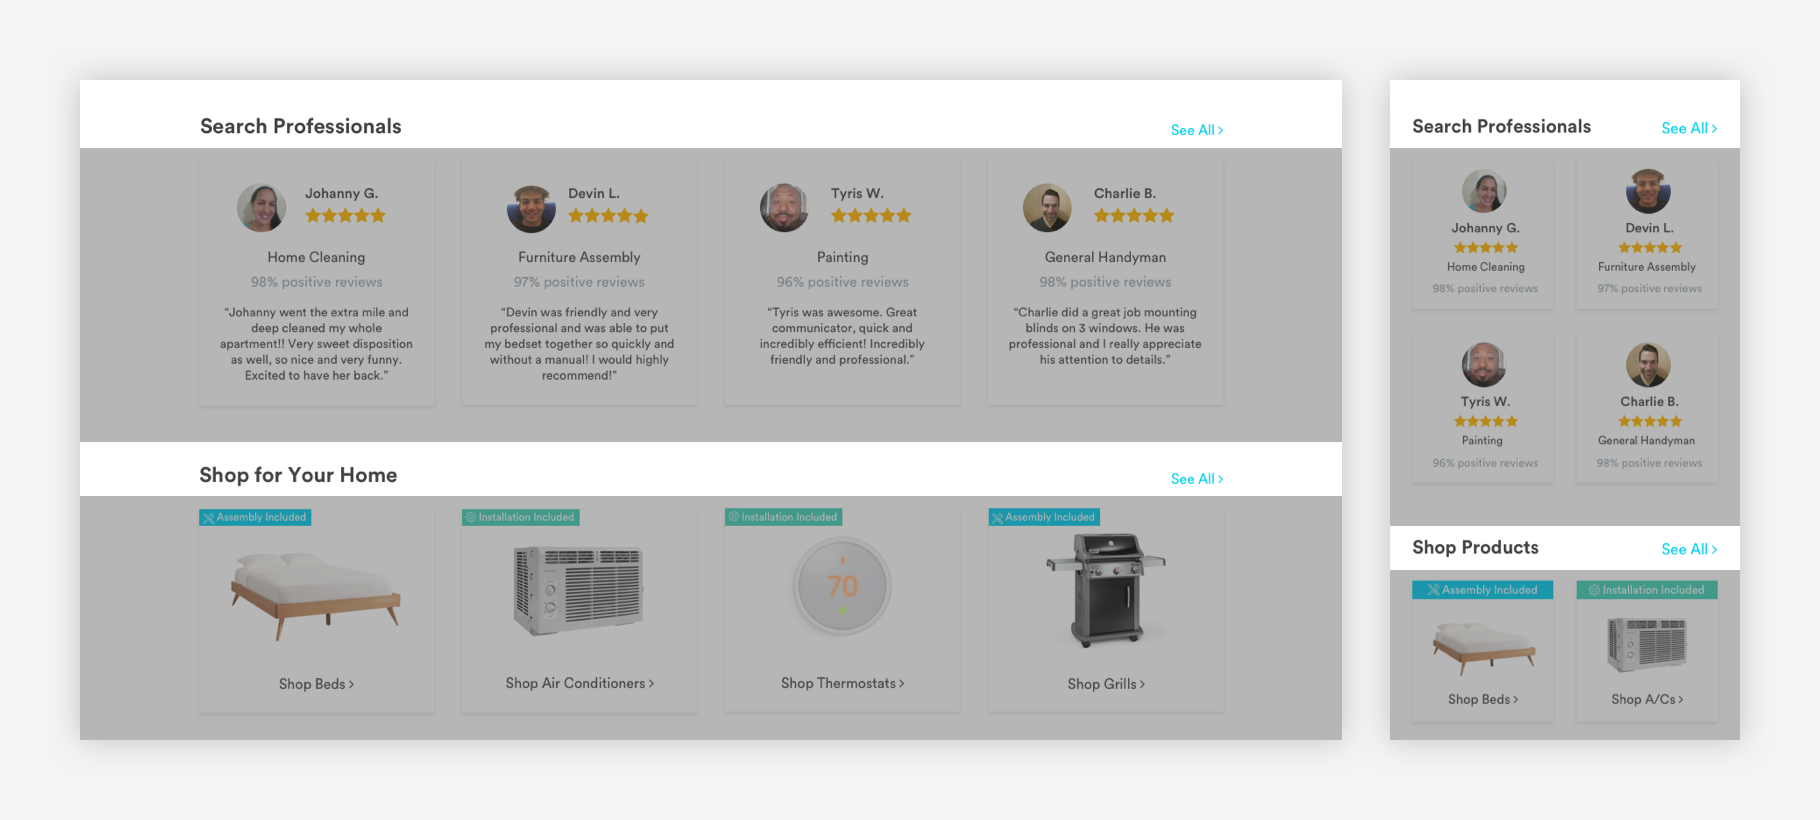 Search Professionals
See All >
Johanny G.
Devin L.
Tyris W.
Charlie B.
Home Cleaning
Furniture Assembly
Painting
General Handyman
98% positive reviews
97% positive reviews
96% positive reviews
98% positive reviews
“Johanny went the extra mile and
deep cleaned my whole
apartment!! Very sweet disposition
as well, so nice and very funny.
Excited to have her back.”
“Devin was friendly and very
professional and was able to put
my bedset together so quickly and
without a manual! I would highly
recommend!”
“Tyris was awesome. Great
communicator, quick and
incredibly efficient! Incredibly
friendly and professional.”
“Charlie did a great job mounting
blinds on 3 windows. He was
professional and I really appreciate
his attention to details.”
Shop for Your Home
See All >
Assembly Included
Installation Included
Installation Included
Assembly Included
70
Shop Beds >
Shop Air Conditioners >
Shop Thermostats >
Shop Grills >
Search Professionals
See All >
Johanny G.
Home Cleaning
98% positive reviews
Devin L.
Furniture Assembly
97% positive reviews
Tyris W.
Painting
96% positive reviews
Charlie B.
General Handyman
98% positive reviews
Shop Products
See All >
Assembly Included
Installation Included
Shop Beds >
Shop A/Cs >